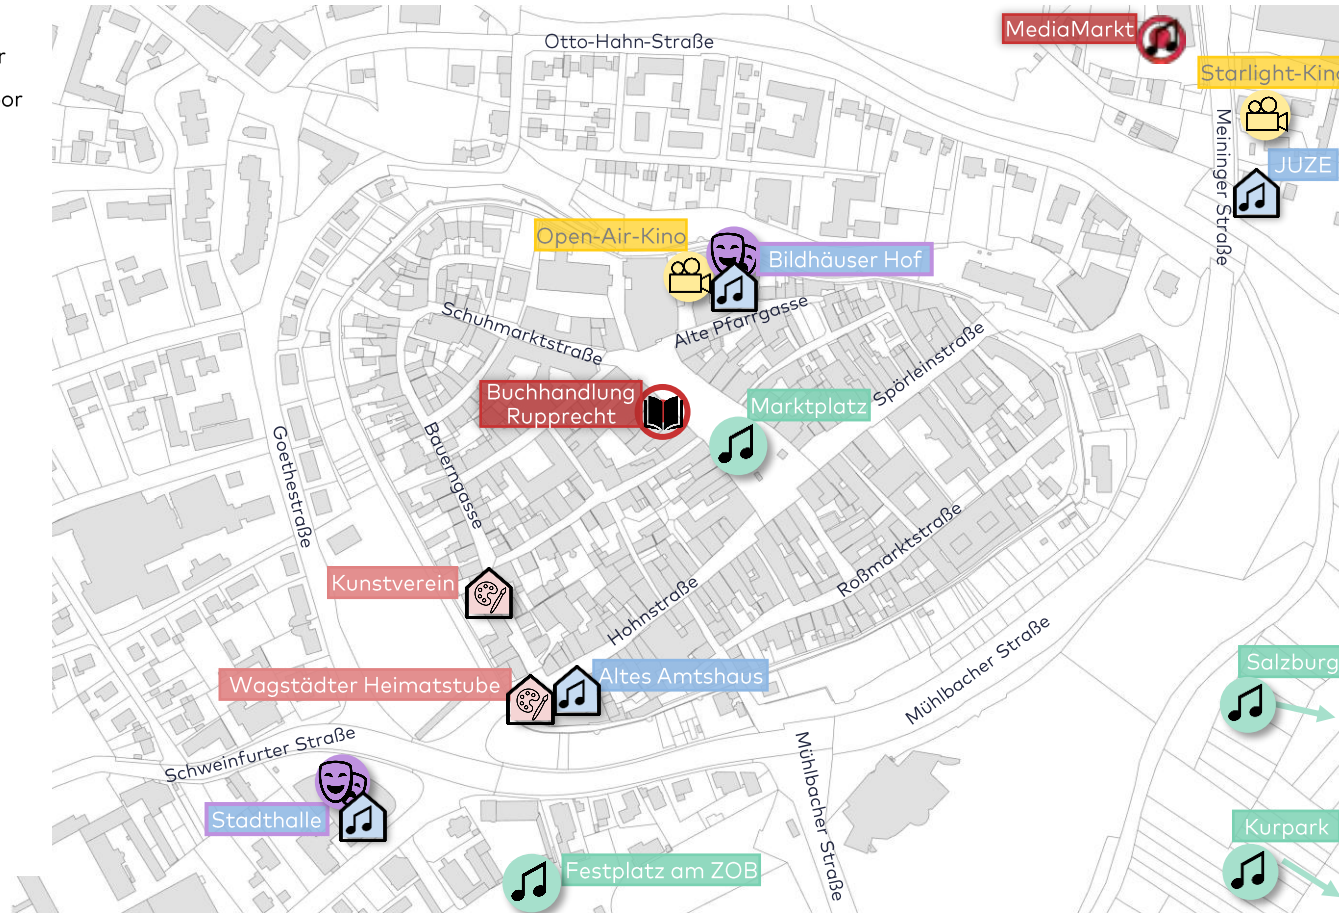 r
or
Otto-Hahn-Straße
MediaMarkt
Starlight-Kino
Meininger Straße
JUZE
Open-Air-Kino
Bildhäuser Hof
Schuhmarktstraße
Alte Pfarrgasse
Spörleinstraße
Buchhandlung
Rupprecht
Marktplatz
Goethestraße
Bauerngasse
Roßmarktstraße
Kunstverein
Hohnstraße
Mühlbacher Straße
Wagstädter Heimatstube
Altes Amtshaus
Salzburg
Schweinfurter Straße
Mühlbacher Straße
Stadthalle
Kurpark
Festplatz am ZOB